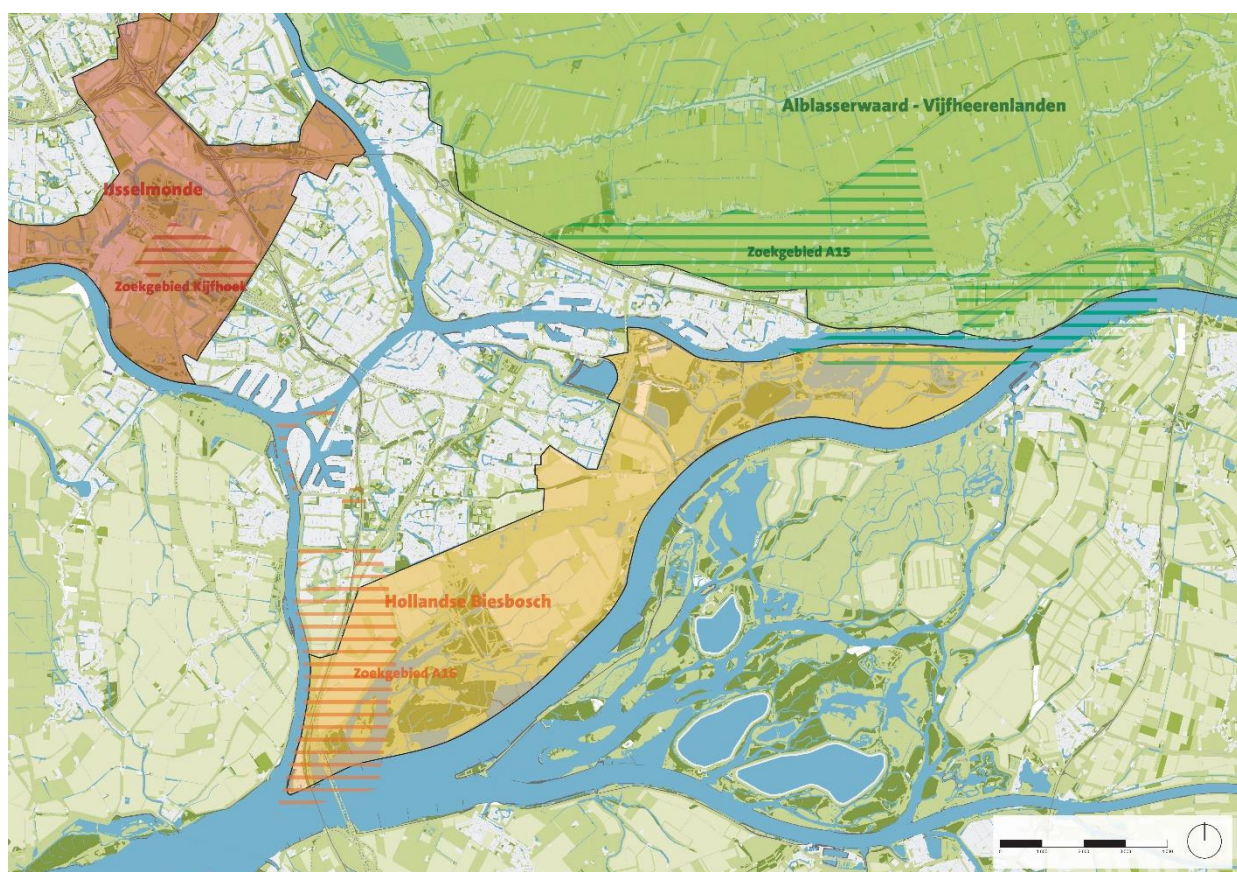 Alblasserwaard - Vijfheerenlanden
IJsselmonde
Zoekgebied A15
Zoekgebied Kijfhoek
Hollandse Biesbosch
Zoekgebied A16